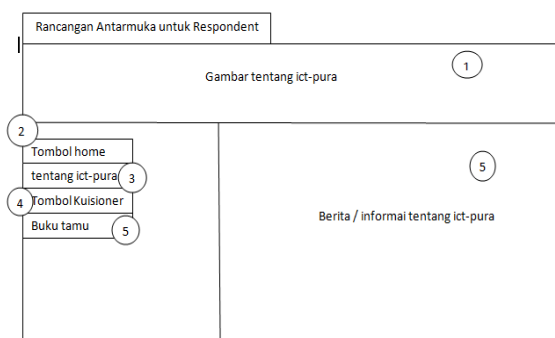 Rancangan Antarmuka untuk Respondent
1
Gambar tentang ict-pura
2
Tombol home
5
tentang ict-pura
3
4
Tombol Kuisioner
Berita / informai tentang ict-pura
Buku tamu
5